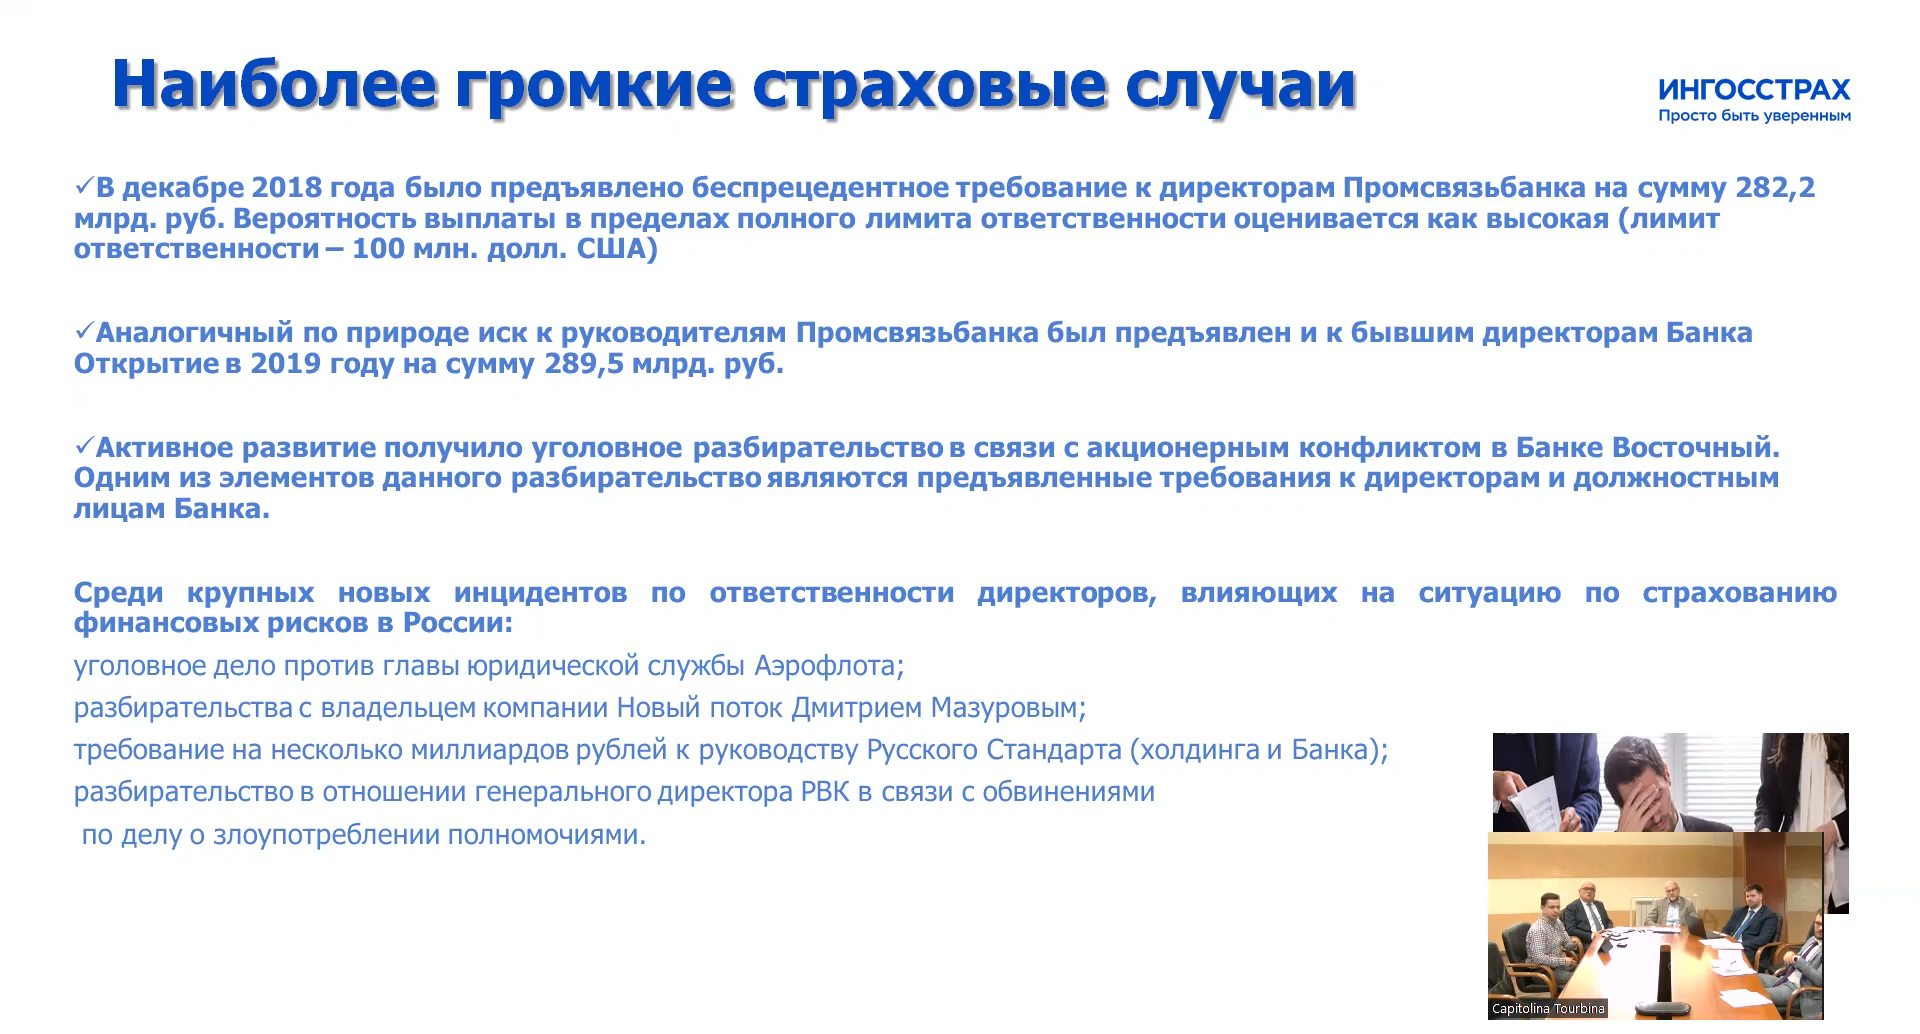 Наиболее громкие страховые случаи
ИНГОССТРАХ
Просто быть уверенным
✓В декабре 2018 года было предъявлено беспрецедентное требование к директорам Промсвязьбанка на сумму 282,2
млрд. руб. Вероятность выплаты в пределах полного лимита ответственности оценивается как высокая (лимит
ответственности – 100 млн. долл. США)
✓Аналогичный по природе иск к руководителям Промсвязьбанка был предъявлен и к бывшим директорам Банка
Открытие в 2019 году на сумму 289,5 млрд. руб.
✓Активное развитие получило уголовное разбирательство в связи с акционерным конфликтом в Банке Восточный.
Одним из элементов данного разбирательство являются предъявленные требования к директорам и должностным
лицам Банка.
Среди крупных новых инцидентов по ответственности директоров, влияющих на ситуацию по страхованию
финансовых рисков в России:
уголовное дело против главы юридической службы Аэрофлота;
разбирательства с владельцем компании Новый поток Дмитрием Мазуровым;
требование на несколько миллиардов рублей к руководству Русского Стандарта (холдинга и Банка);
разбирательство в отношении генерального директора РВК в связи с обвинениями
по делу о злоупотреблении полномочиями.
Capitolina Tourbina